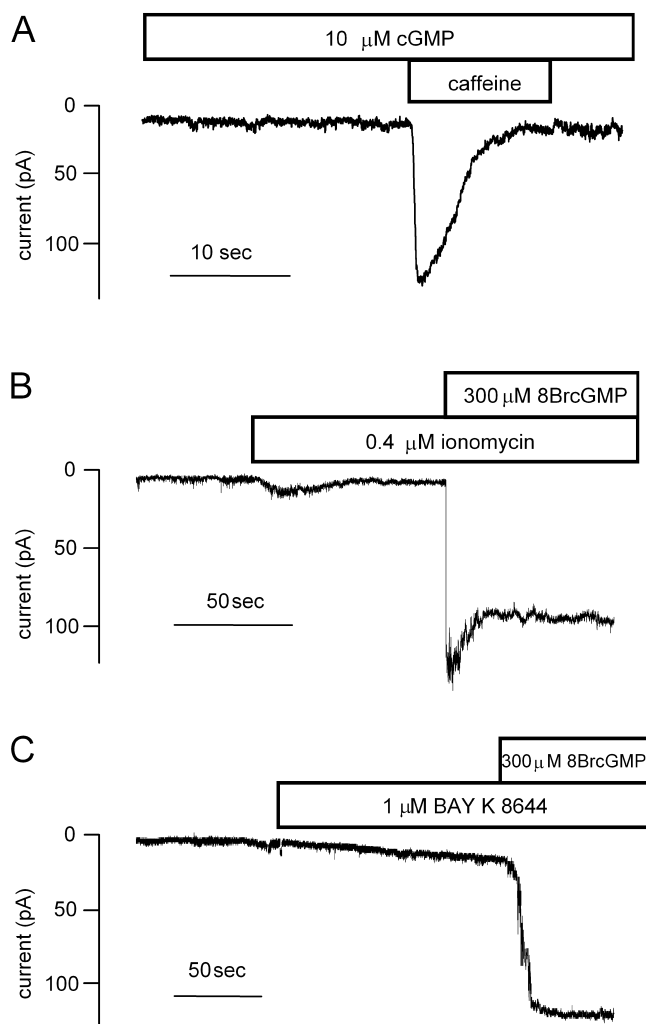 A
10 μM cGMP
caffeine
0
50
100
current (pA)
10 sec
B
300 μM 8BrcGMP
0.4 μM ionomycin
0
50
100
current (pA)
50sec
C
300 μM 8BrcGMP
1 μM BAY K 8644
0
50
100
current (pA)
50sec